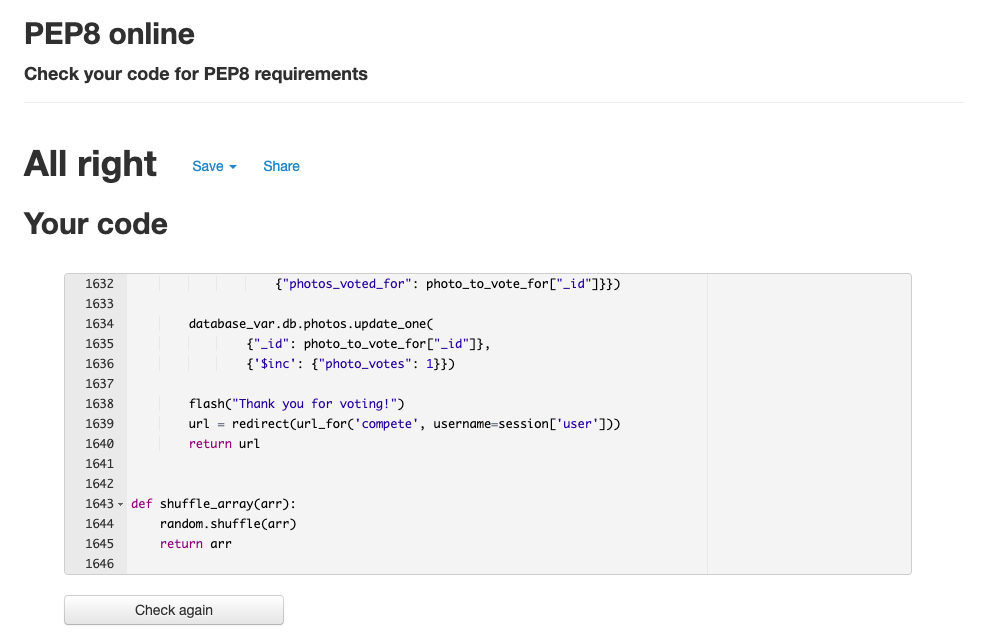 PEP8 online
Check your code for PEP8 requirements
All right Save Share
Your code
1632 {"photos_voted_for": photo_to_vote_for["_id"]}})
1633
1634 database_var.db.photos.update_one(
1635 {"_id": photo_to_vote_for["_id"]},
1636 {'$inc': {"photo_votes": 1}})
1637
1638 flash("Thank you for voting!")
1639 url = redirect(url_for('compete', username=session['user']))
1640 return url
1641
1642
1643 def shuffle_array(arr):
1644 random.shuffle(arr)
1645 return arr
1646
Check again